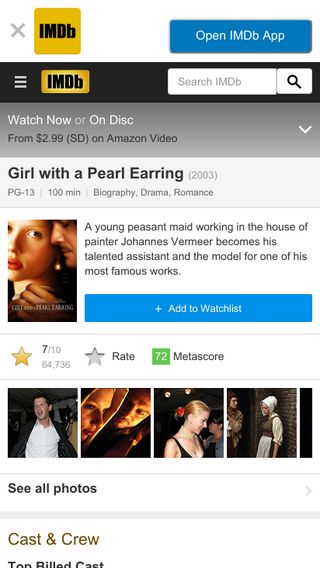 IMDb
Open IMDb App
IMDb
Search IMDb
Watch Now or On Disc
From $2.99 (SD) on Amazon Video
Girl with a Pearl Earring (2003)
PG-13 | 100 min | Biography, Drama, Romance
A young peasant maid working in the house of
painter Johannes Vermeer becomes his
talented assistant and the model for one of his
most famous works.
GIRL WITH A PEARL EARRING
+ Add to Watchlist
7/10
64,736
Rate
72 Metascore
See all photos
Cast & Crew
Top Billed Cast